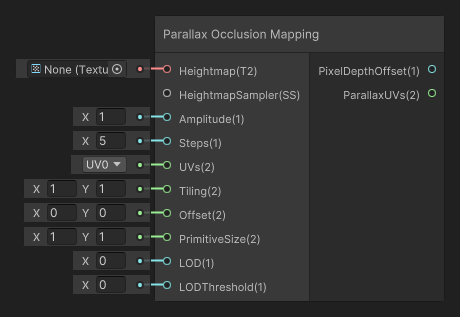 Parallax Occlusion Mapping
None (Textu
Heightmap(T2)
PixelDepthOffset(1)
HeightmapSampler(SS)
ParallaxUVs(2)
X 1
Amplitude(1)
X 5
Steps(1)
UV0
UVs(2)
X 1 Y 1
Tiling(2)
X 0 Y 0
Offset(2)
X 1 Y 1
PrimitiveSize(2)
X 0
LOD(1)
X 0
LODThreshold(1)